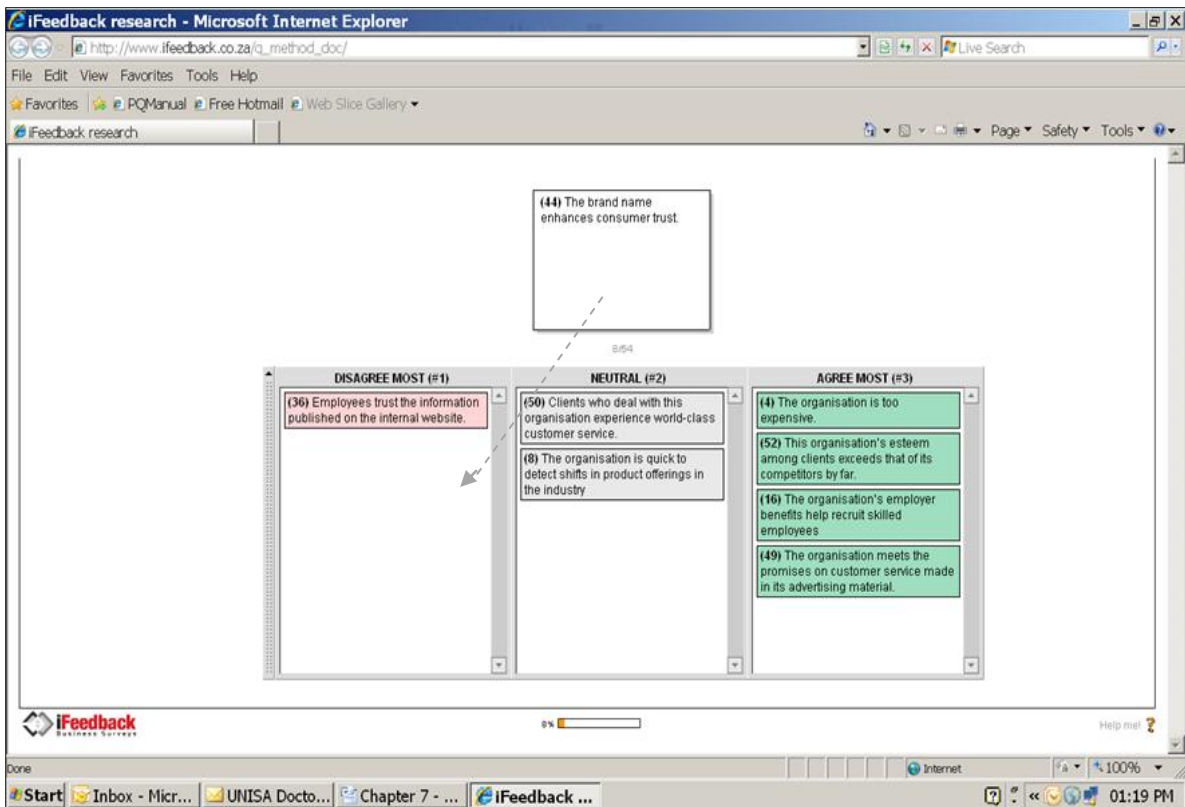 iFeedback research - Microsoft Internet Explorer
http://www.ifeedback.co.za/q_method_doc/
Live Search
File Edit View Favorites Tools Help
Favorites PQManual Free Hotmail Web Slice Gallery
iFeedback research
Page Safety Tools
(44) The brand name
enhances consumer trust.
8/54
DISAGREE MOST (#1)
NEUTRAL (#2)
AGREE MOST (#3)
(36) Employees trust the information
published on the internal website.
(50) Clients who deal with this
organisation experience world-class
customer service.
(8) The organisation is quick to
detect shifts in product offerings in
the industry
(4) The organisation is too
expensive.
(52) This organisation's esteem
among clients exceeds that of its
competitors by far.
(16) The organisation's employer
benefits help recruit skilled
employees
(49) The organisation meets the
promises on customer service made
in its advertising material.
iFeedback
Business Surveys
8%
Help me!
Done
Internet
100%
Start Inbox - Micr... UNISA Docto... Chapter 7 - ... iFeedback ... 01:19 PM